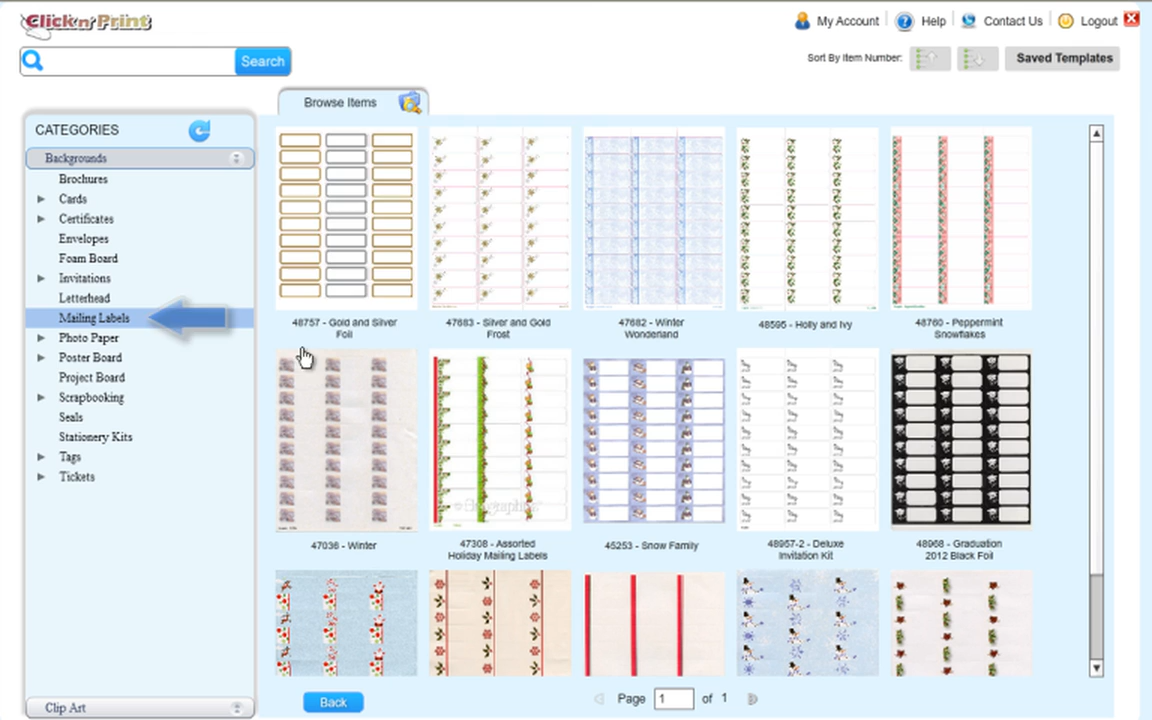 Click n' Print
My Account
Help
Contact Us
Logout
Search
Sort By Item Number:
Saved Templates
CATEGORIES
Backgrounds
Brochures
Cards
Certificates
Envelopes
Foam Board
Invitations
Letterhead
Mailing Labels
Photo Paper
Poster Board
Project Board
Scrapbooking
Seals
Stationery Kits
Tags
Tickets
Clip Art
Browse Items
48757 - Gold and Silver
Foil
47683 - Silver and Gold
Frost
47682 - Winter
Wonderland
48595 - Holly and Ivy
48760 - Peppermint
Snowflakes
47036 - Winter
47308 - Assorted
Holiday Mailing Labels
45253 - Snow Family
48957-2 - Deluxe
Invitation Kit
48968 - Graduation
2012 Black Foil
Back
Page 1 of 1